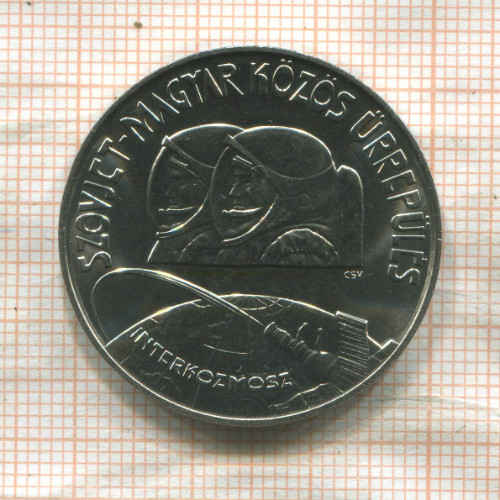 SZOVJET-MAGYAR KÖZÖS ŰRREPÜLÉS
CSV
INTERKOZMOSZ